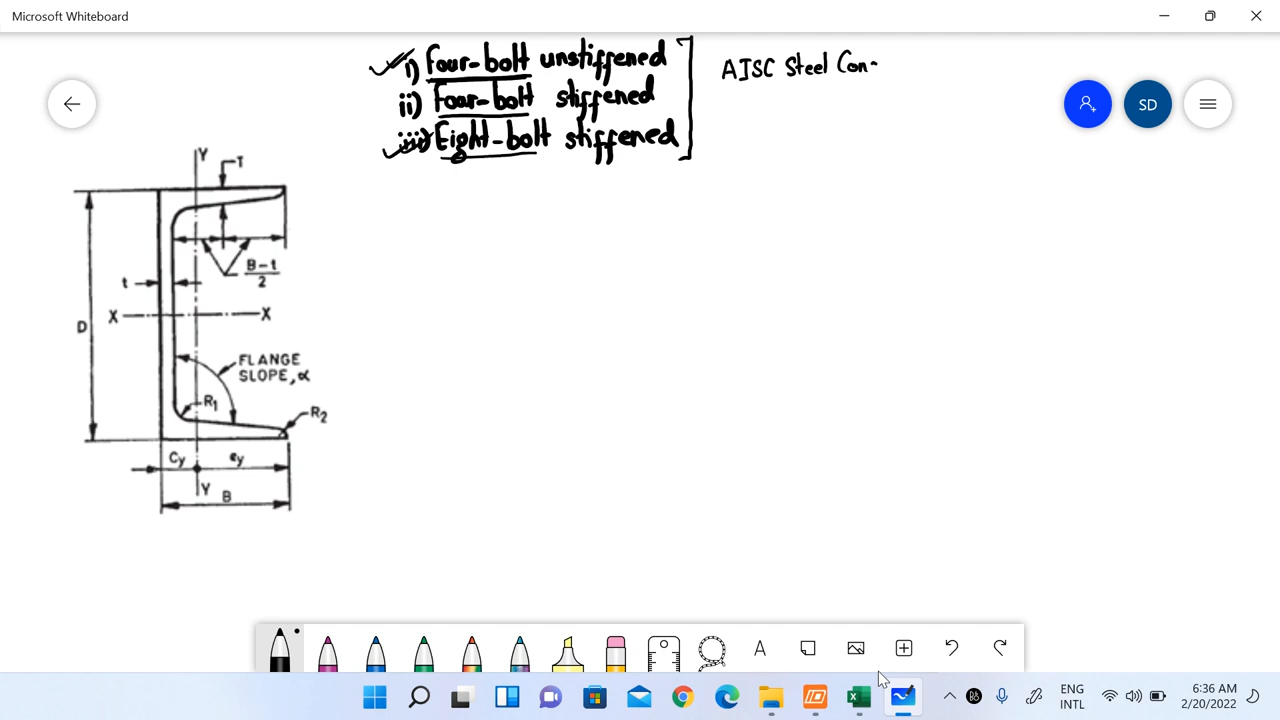 Microsoft Whiteboard
i) Four-bolt unstiffened
ii) Four-bolt stiffened
iii) Eight-bolt stiffened
AISC Steel Con-
SD
Y
T
B-t
2
t
X
X
D
FLANGE
SLOPE, α
R1
R2
Cy
ey
Y
B
A
ENG
INTL
6:36 AM
2/20/2022